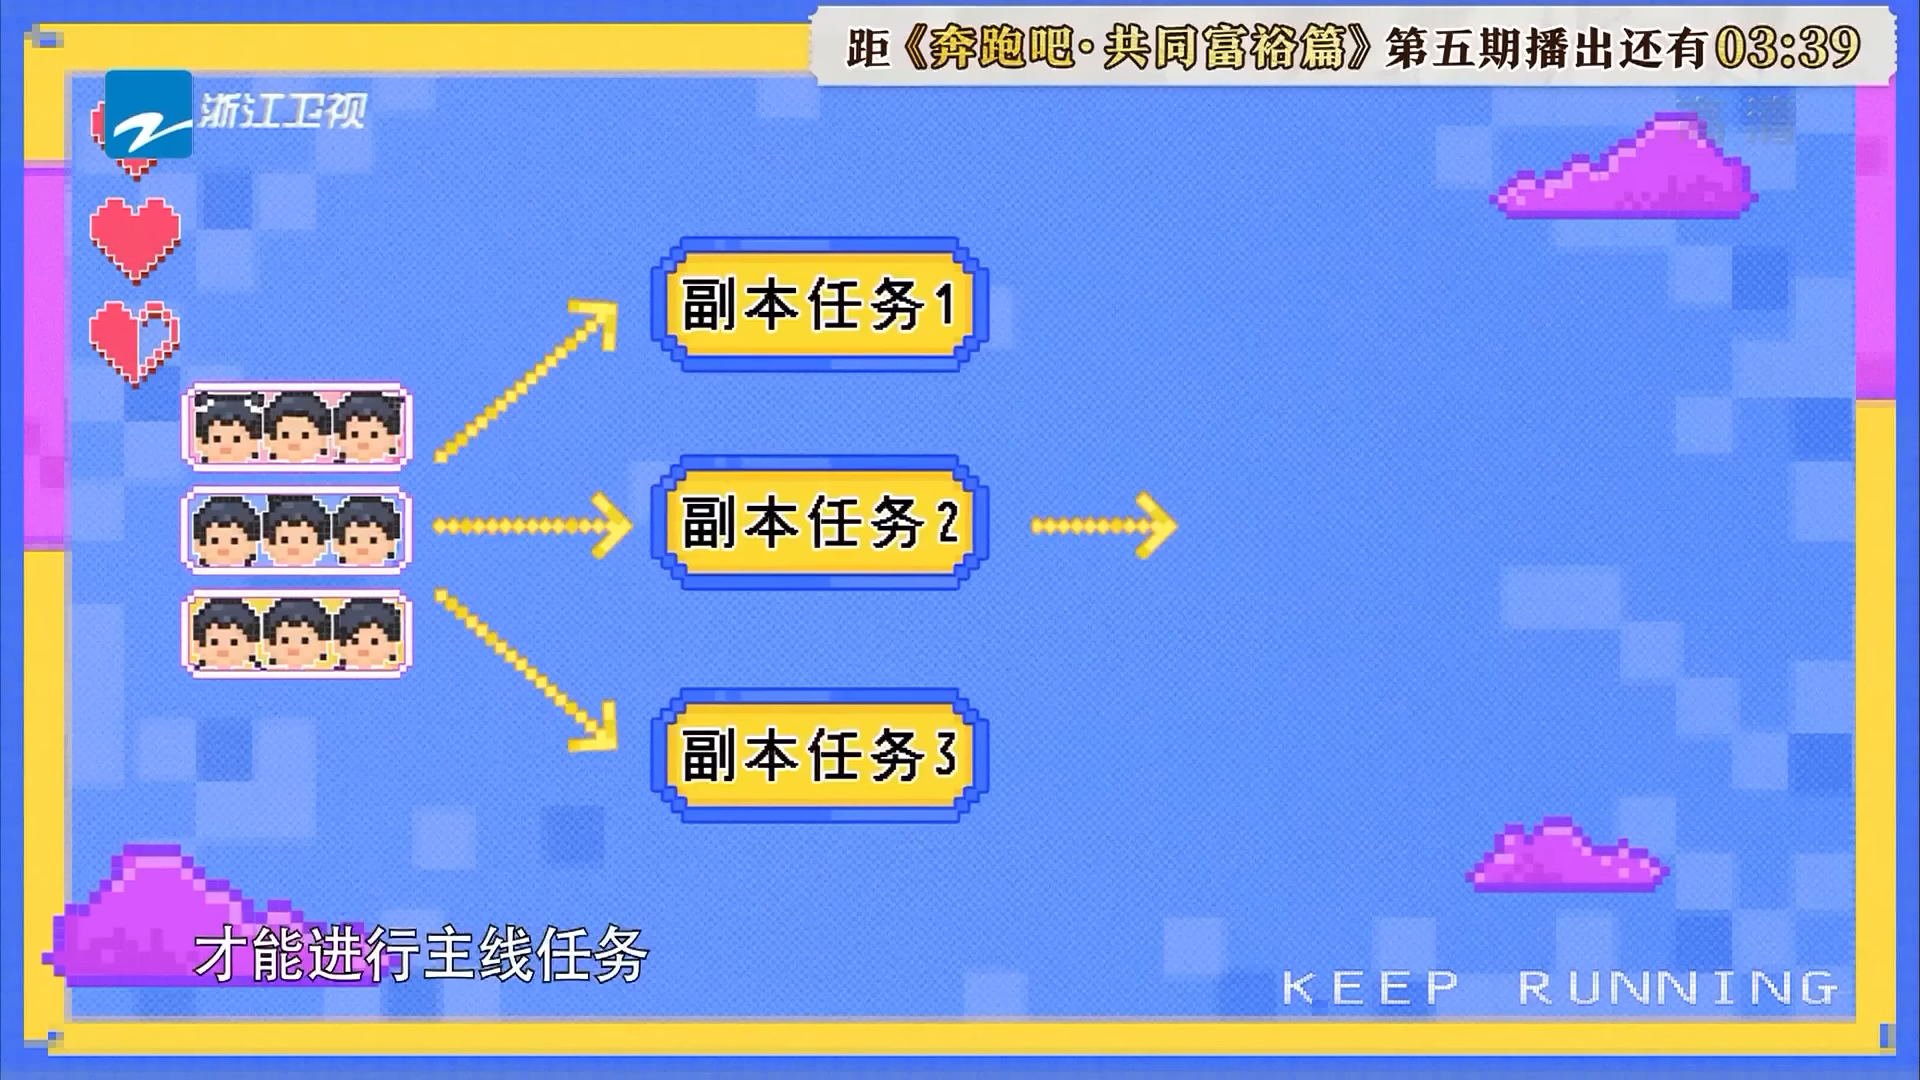 距《奔跑吧·共同富裕篇》第五期播出还有03:39
浙江卫视
高清
副本任务1
副本任务2
副本任务3
才能进行主线任务
KEEP RUNNING